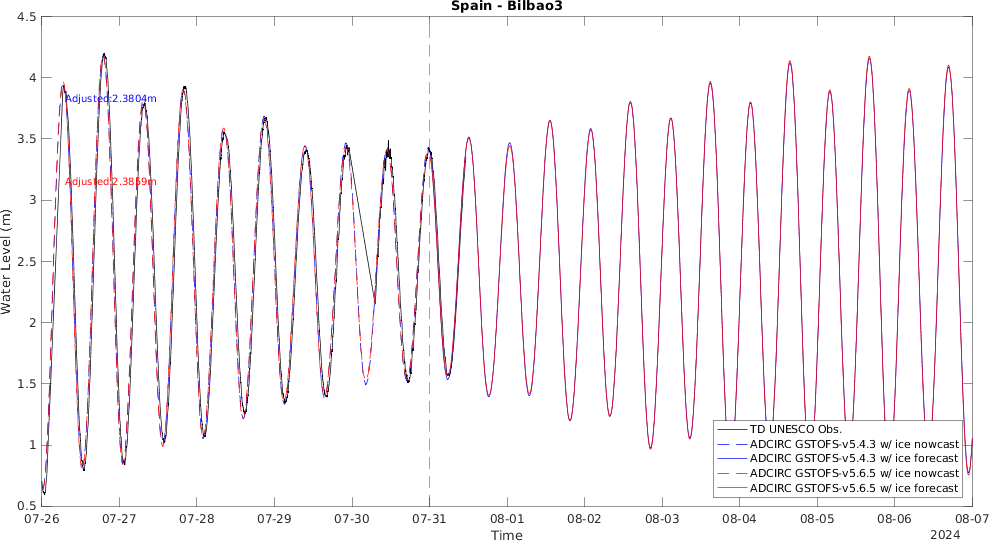 Spain - Bilbao3
4.5
4
3.5
3
2.5
2
1.5
1
0.5
Water Level (m)
Adjusted:2.3804m
Adjusted:2.3859m
TD UNESCO Obs.
ADCIRC GSTOFS-v5.4.3 w/ ice nowcast
ADCIRC GSTOFS-v5.4.3 w/ ice forecast
ADCIRC GSTOFS-v5.6.5 w/ ice nowcast
ADCIRC GSTOFS-v5.6.5 w/ ice forecast
07-26 07-27 07-28 07-29 07-30 07-31 08-01 08-02 08-03 08-04 08-05 08-06 08-07
Time
2024